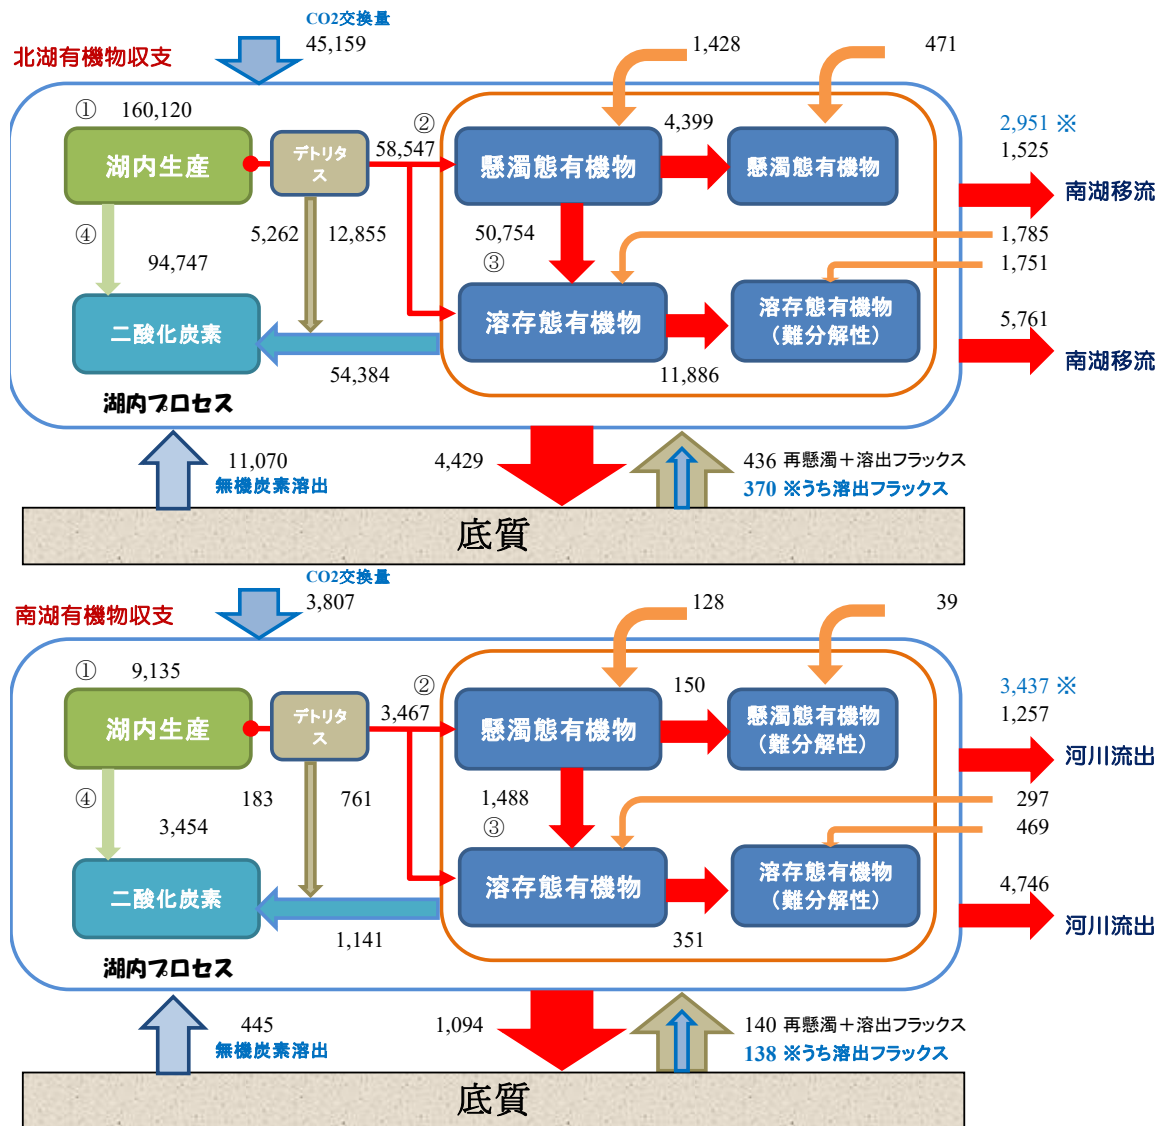 CO2交換量
45,159
北湖有機物収支
1,428
471
① 160,120
②
湖内生産
デトリタス
58,547
懸濁態有機物
4,399
懸濁態有機物
2,951 ※
1,525
南湖移流
④
5,262
12,855
50,754
③
1,785
1,751
94,747
二酸化炭素
溶存態有機物
溶存態有機物
(難分解性)
5,761
南湖移流
54,384
11,886
湖内プロセス
11,070
無機炭素溶出
4,429
436 再懸濁+溶出フラックス
370 ※うち溶出フラックス
底質
CO2交換量
3,807
南湖有機物収支
128
39
① 9,135
②
湖内生産
デトリタス
3,467
懸濁態有機物
150
懸濁態有機物
(難分解性)
3,437 ※
1,257
河川流出
④
183
761
1,488
③
297
469
3,454
二酸化炭素
溶存態有機物
溶存態有機物
(難分解性)
4,746
河川流出
1,141
351
湖内プロセス
445
無機炭素溶出
1,094
140 再懸濁+溶出フラックス
138 ※うち溶出フラックス
底質